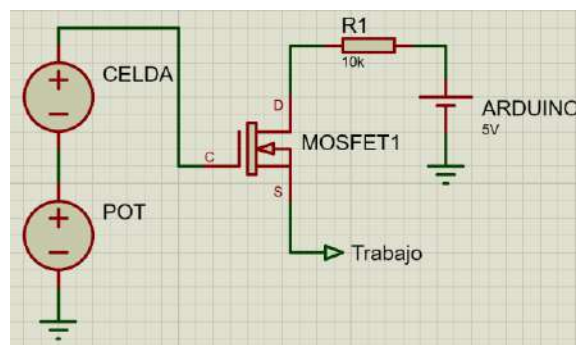 R1
10k
CELDA
D
ARDUINO
5V
MOSFET1
C
S
POT
Trabajo